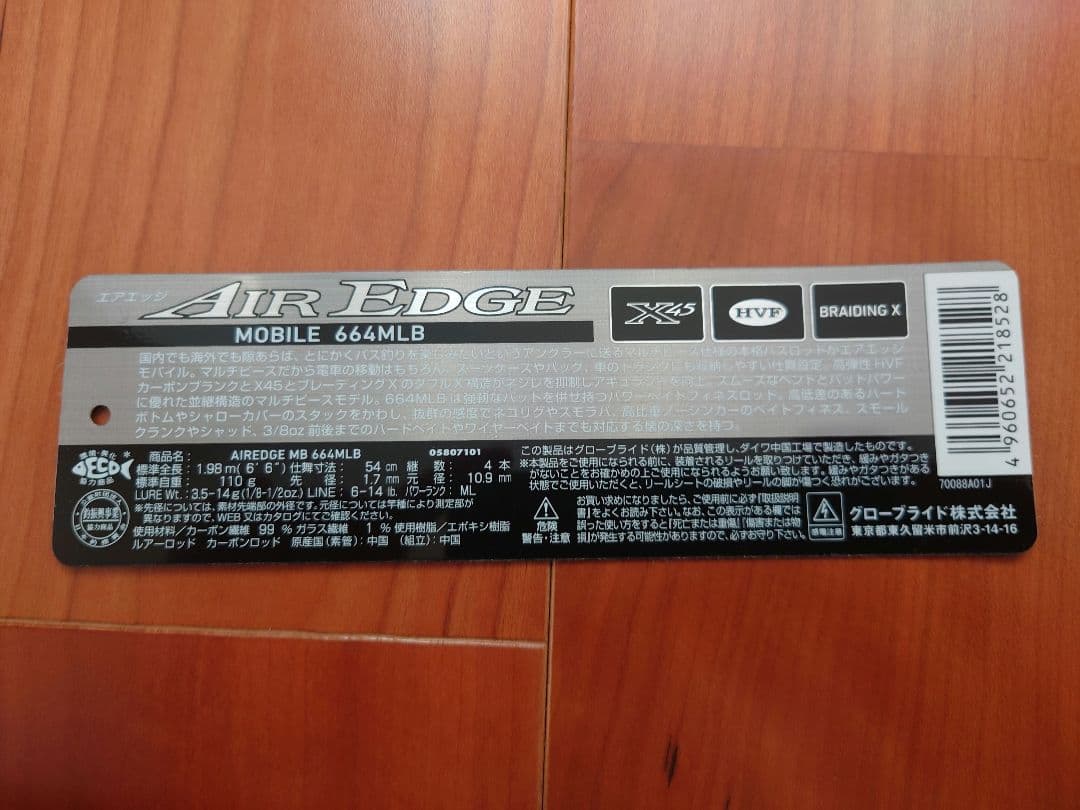 エアエッジ AIR EDGE
MOBILE 664MLB
X45 HVF BRAIDING X
国内でも海外でも隙あらば、とにかくバス釣りを楽しみたいというアングラーに送るマルチピース仕様の本格バスロッドがエアエッジ
モバイル。マルチピースだから電車の移動はもちろん、スーツケースやバック、車のトランクにも収納しやすい仕舞設定。高弾性HVF
カーボンブランクとX45とブレーディングXのダブルX構造がネジレを抑制しアキュラシーを向上。スムーズなベントとバットパワー
に優れた並継構造のマルチピースモデル。664MLBは強靭なバットを併せ持つパワーベイトフィネスロッド。高低差のあるハード
ボトムやシャローカバーのスタックをかわし、抜群の感度でネコリグやスモラバ、高比重ノーシンカーのベイトフィネス、スモール
クランクやシャッド、3/8oz 前後までのハードベイトやワイヤーベイトまでも対応する懐の深さを持つ。
4 960652 218528
環境・美化
DECO
協力商品
商品名: AIREDGE MB 664MLB 05807101
標準全長: 1.98m(6'6") 仕舞寸法: 54cm 継数: 4本
標準自重: 110g 先径: 1.7mm 元径: 10.9mm
LURE Wt.: 3.5-14g(1/8-1/2oz) LINE: 6-14lb. パワーランク: ML
※先径については、素材先端部の外径です。元径については竿種により測定部が
異なりますので、WEB又はカタログにてご確認ください。
使用材料/カーボン繊維 99% ガラス繊維 1% 使用樹脂/エポキシ樹脂
ルアーロッド カーボンロッド 原産国(素管): 中国 (組立): 中国
この製品はグローブライド(株)が品質管理し、ダイワ中国工場で製造したものです。
※本製品をご使用になられる前に、装着されるリールを取りつけていただき、緩みやガタつき
がないことをお確かめの上ご使用になられるようお願い致します。緩みやガタつきがある
状態でご使用いただくと、リールシートの破損やリールの脚が傷つく恐れがございます。
70088A01J
危険
警告・注意
お買い求めになりましたら、ご使用前に必ず「取扱説明
書」をよくお読み下さい。なお、この表示の意味については
誤った使い方をすると「死亡または重傷」「傷害または物
損」が発生する可能性がありますので、必ずお守り下さい。
感電注意
グローブライド株式会社
東京都東久留米市前沢3-14-16